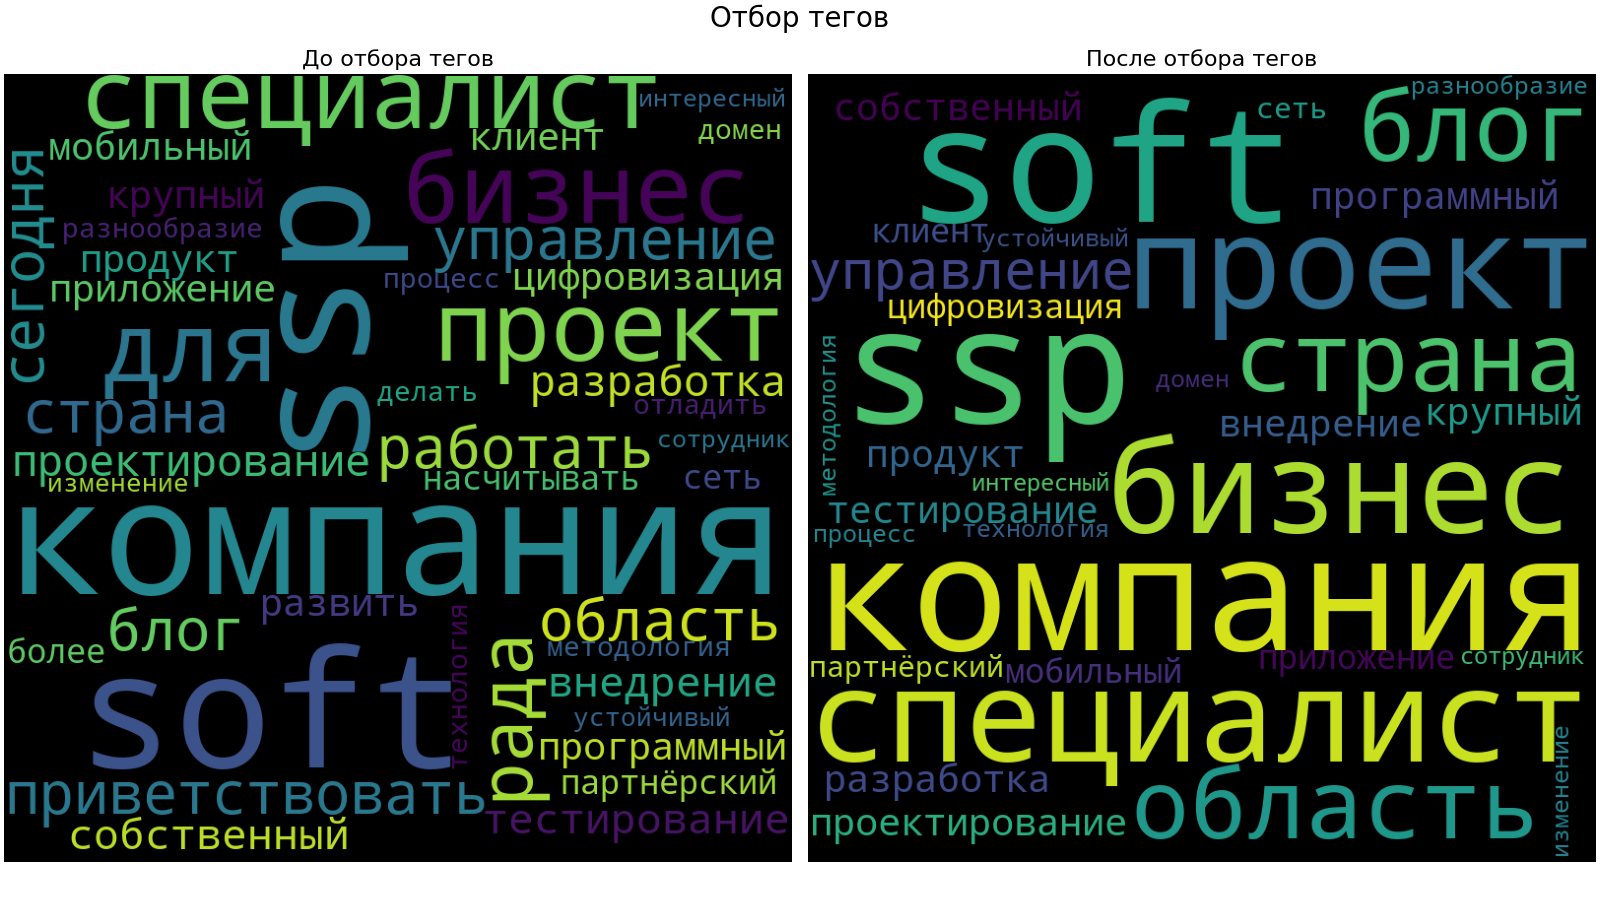 Отбор тегов
До отбора тегов
специалист
интересный
домен
клиент
мобильный
сегодня
бизнес
крупный
ssp
разнообразие
управление
продукт
процесс
цифровизация
приложение
проект
для
разработка
делать
страна
отладить
работать
сотрудник
проектирование
насчитывать
сеть
изменение
компания
развить
блог
область
технология
более
рада
методология
soft
внедрение
устойчивый
программный
партнёрский
приветствовать
тестирование
собственный
После отбора тегов
разнообразие
собственный
soft
сеть
блог
программный
клиент
устойчивый
управление
проект
цифровизация
ssp
страна
методология
домен
внедрение
крупный
продукт
бизнес
интересный
тестирование
технология
процесс
компания
партнёрский
мобильный
приложение
сотрудник
специалист
разработка
область
изменение
проектирование